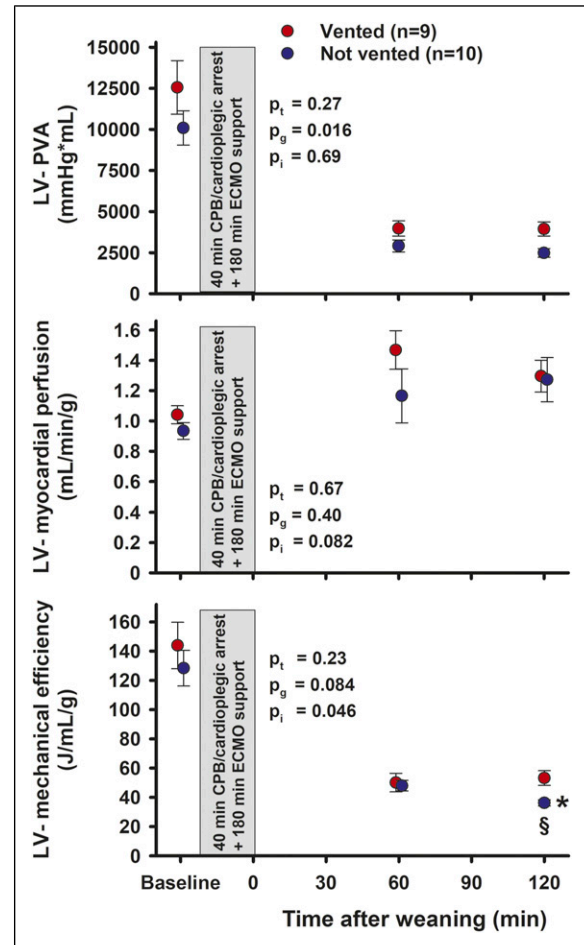 Vented (n=9)
Not vented (n=10)
LV- PVA
(mmHg*mL)
15000
12500
10000
7500
5000
2500
0
40 min CPB/cardioplegic arrest
+ 180 min ECMO support
pt = 0.27
pg = 0.016
pi = 0.69
LV- myocardial perfusion
(mL/min/g)
1.6
1.4
1.2
1.0
0.8
0.6
0.4
0.2
0
40 min CPB/cardioplegic arrest
+ 180 min ECMO support
pt = 0.67
pg = 0.40
pi = 0.082
LV- mechanical efficiency
(J/mL/g)
160
140
120
100
80
60
40
20
0
40 min CPB/cardioplegic arrest
+ 180 min ECMO support
pt = 0.23
pg = 0.084
pi = 0.046
*
§
Baseline 0 30 60 90 120
Time after weaning (min)